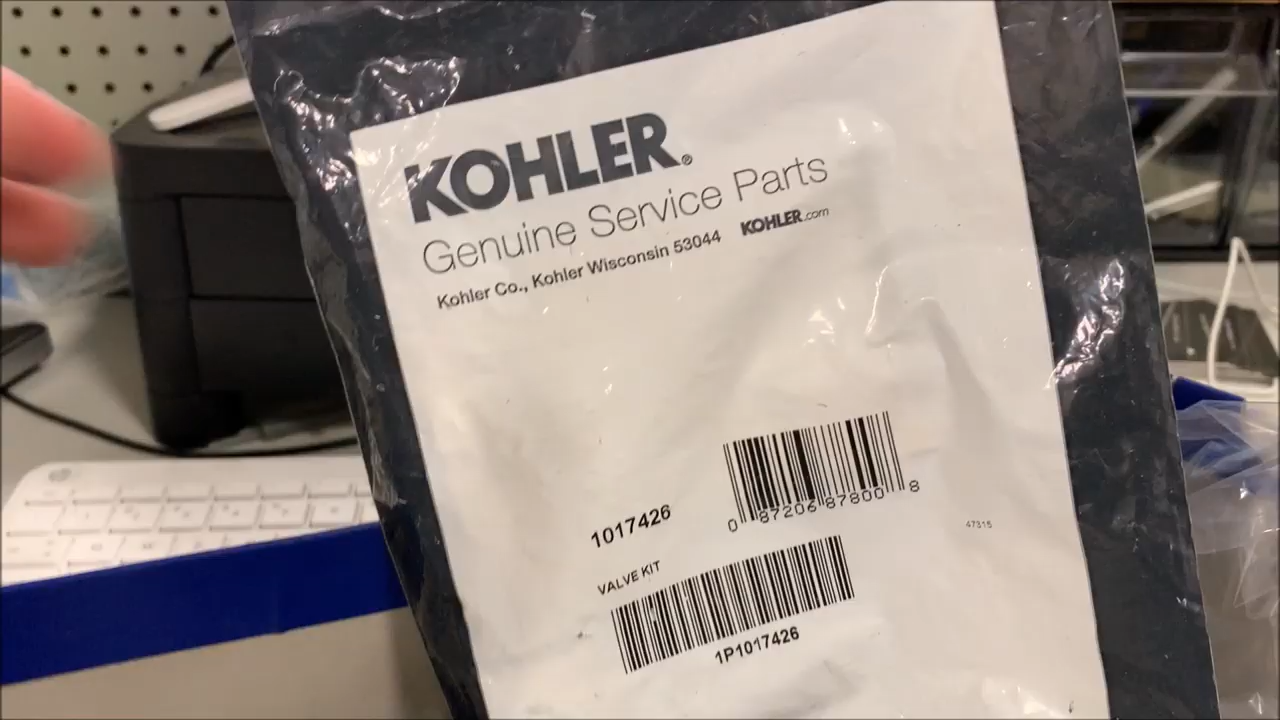 KOHLER®
Genuine Service Parts
Kohler Co., Kohler Wisconsin 53044 KOHLER.com
1017426
0 87206 87800 8
47315
VALVE KIT
1P1017426